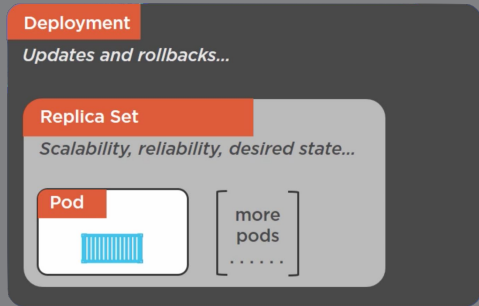 Deployment
Updates and rollbacks...
Replica Set
Scalability, reliability, desired state...
Pod
more
pods
......